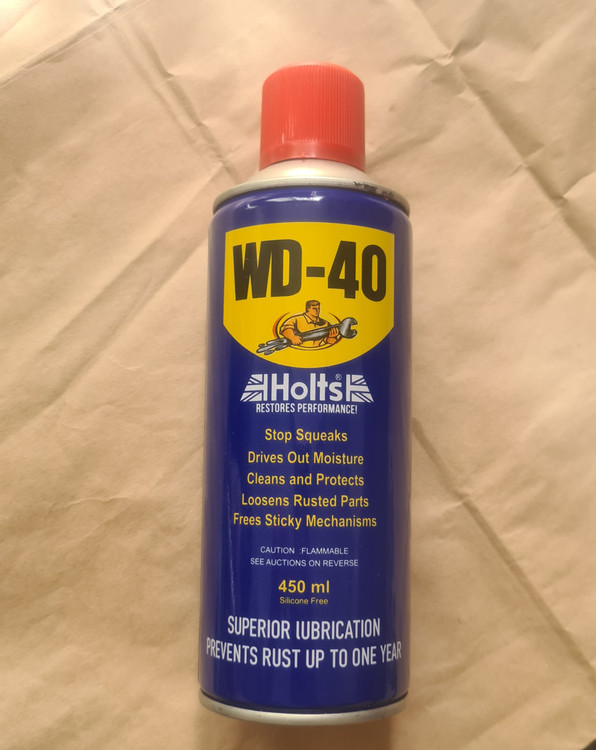 WD-40
Holts®
RESTORES PERFORMANCE!
Stop Squeaks
Drives Out Moisture
Cleans and Protects
Loosens Rusted Parts
Frees Sticky Mechanisms
CAUTION :FLAMMABLE
SEE AUCTIONS ON REVERSE
450 ml
Silicone Free
SUPERIOR lUBRICATION
PREVENTS RUST UP TO ONE YEAR